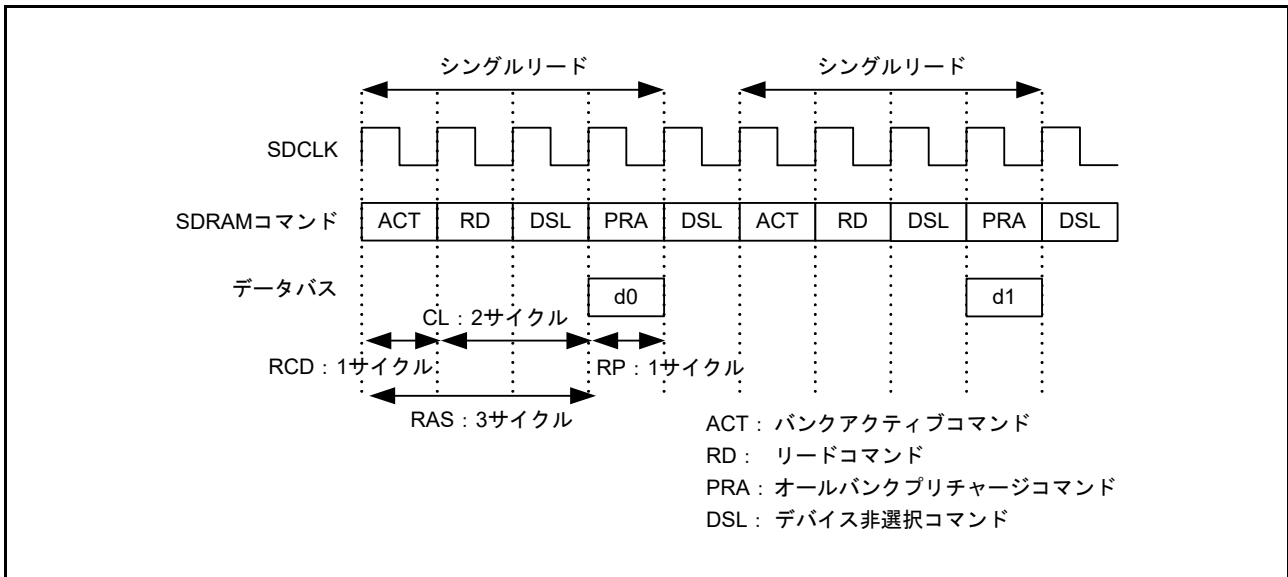 シングルリード シングルリード
SDCLK
SDRAMコマンド ACT RD DSL PRA DSL ACT RD DSL PRA DSL
データバス d0 d1
CL：2サイクル
RCD：1サイクル RP：1サイクル
RAS：3サイクル
ACT： バンクアクティブコマンド
RD： リードコマンド
PRA： オールバンクプリチャージコマンド
DSL： デバイス非選択コマンド